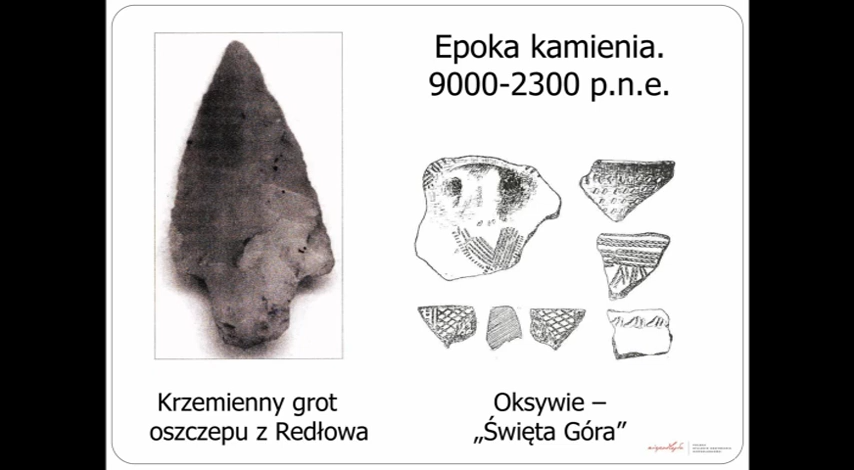 Epoka kamienia.
9000-2300 p.n.e.
Krzemienny grot
oszczepu z Redłowa
Oksywie –
„Święta Góra”